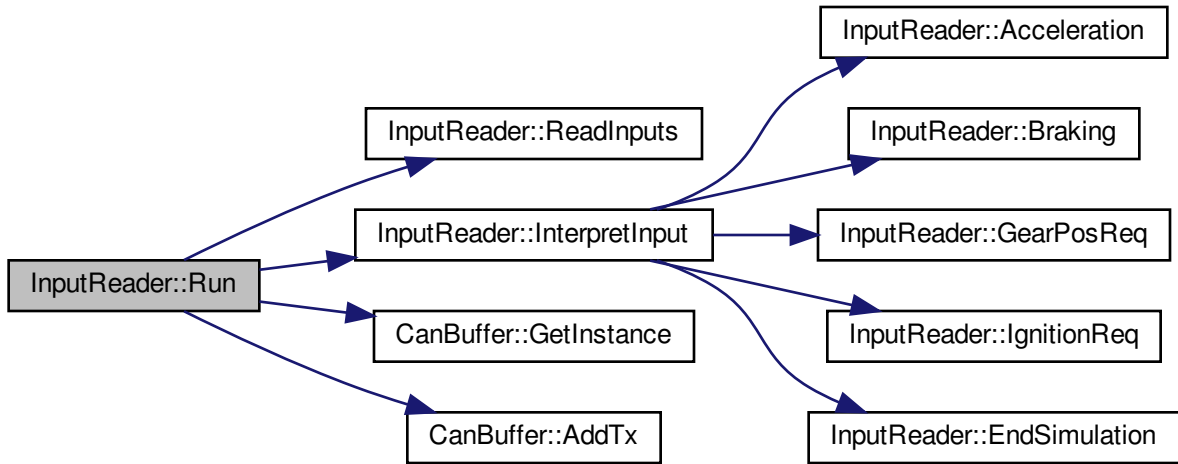 InputReader::Acceleration
InputReader::ReadInputs
InputReader::Braking
InputReader::InterpretInput
InputReader::GearPosReq
InputReader::Run
CanBuffer::GetInstance
InputReader::IgnitionReq
CanBuffer::AddTx
InputReader::EndSimulation